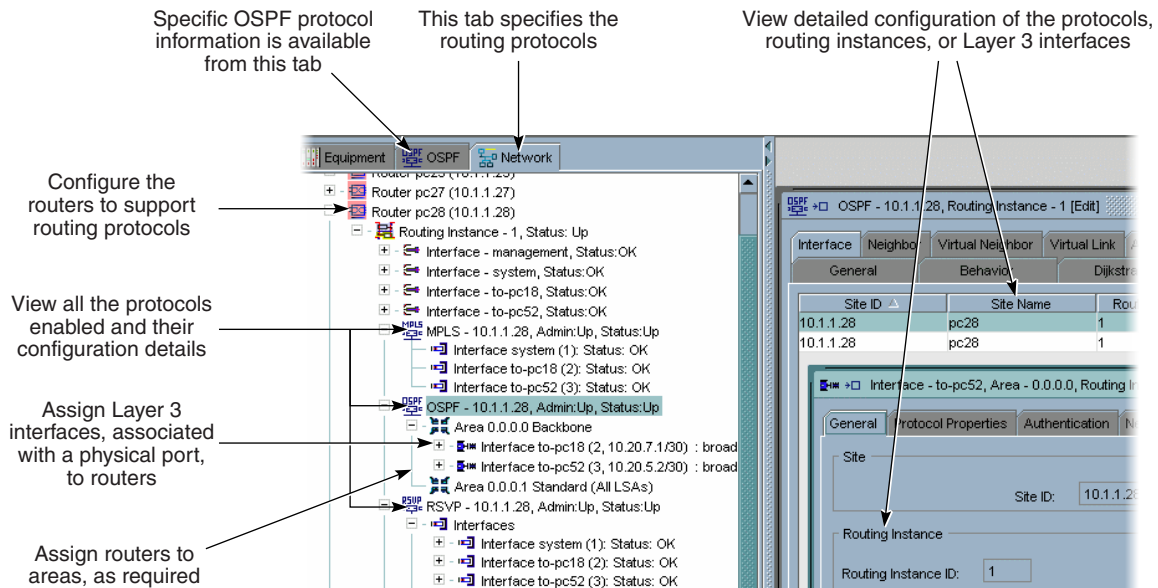 Specific OSPF protocol
information is available
from this tab
This tab specifies the
routing protocols
View detailed configuration of the protocols,
routing instances, or Layer 3 interfaces
Configure the
routers to support
routing protocols
View all the protocols
enabled and their
configuration details
Assign Layer 3
interfaces, associated
with a physical port,
to routers
Assign routers to
areas, as required
Equipment
OSPF
Network
Router pc27 (10.1.1.27)
Router pc28 (10.1.1.28)
Routing Instance - 1, Status: Up
Interface - management, Status:OK
Interface - system, Status:OK
Interface - to-pc18, Status:OK
Interface - to-pc52, Status:OK
MPLS - 10.1.1.28, Admin:Up, Status:Up
Interface system (1): Status: OK
Interface to-pc18 (2): Status: OK
Interface to-pc52 (3): Status: OK
OSPF - 10.1.1.28, Admin:Up, Status:Up
Area 0.0.0.0 Backbone
Interface to-pc18 (2, 10.20.7.1/30) : broad
Interface to-pc52 (3, 10.20.5.2/30) : broad
Area 0.0.0.1 Standard (All LSAs)
RSVP - 10.1.1.28, Admin:Up, Status:Up
Interfaces
Interface system (1): Status: OK
Interface to-pc18 (2): Status: OK
Interface to-pc52 (3): Status: OK
OSPF - 10.1.1.28, Routing Instance - 1 [Edit]
Interface Neighbor Virtual Neighbor Virtual Link
General Behavior Dijkstra
Site ID Site Name Rou
10.1.1.28 pc28 1
10.1.1.28 pc28 1
Interface - to-pc52, Area - 0.0.0.0, Routing
General Protocol Properties Authentication
Site
Site ID: 10.1.1.28
Routing Instance
Routing Instance ID: 1